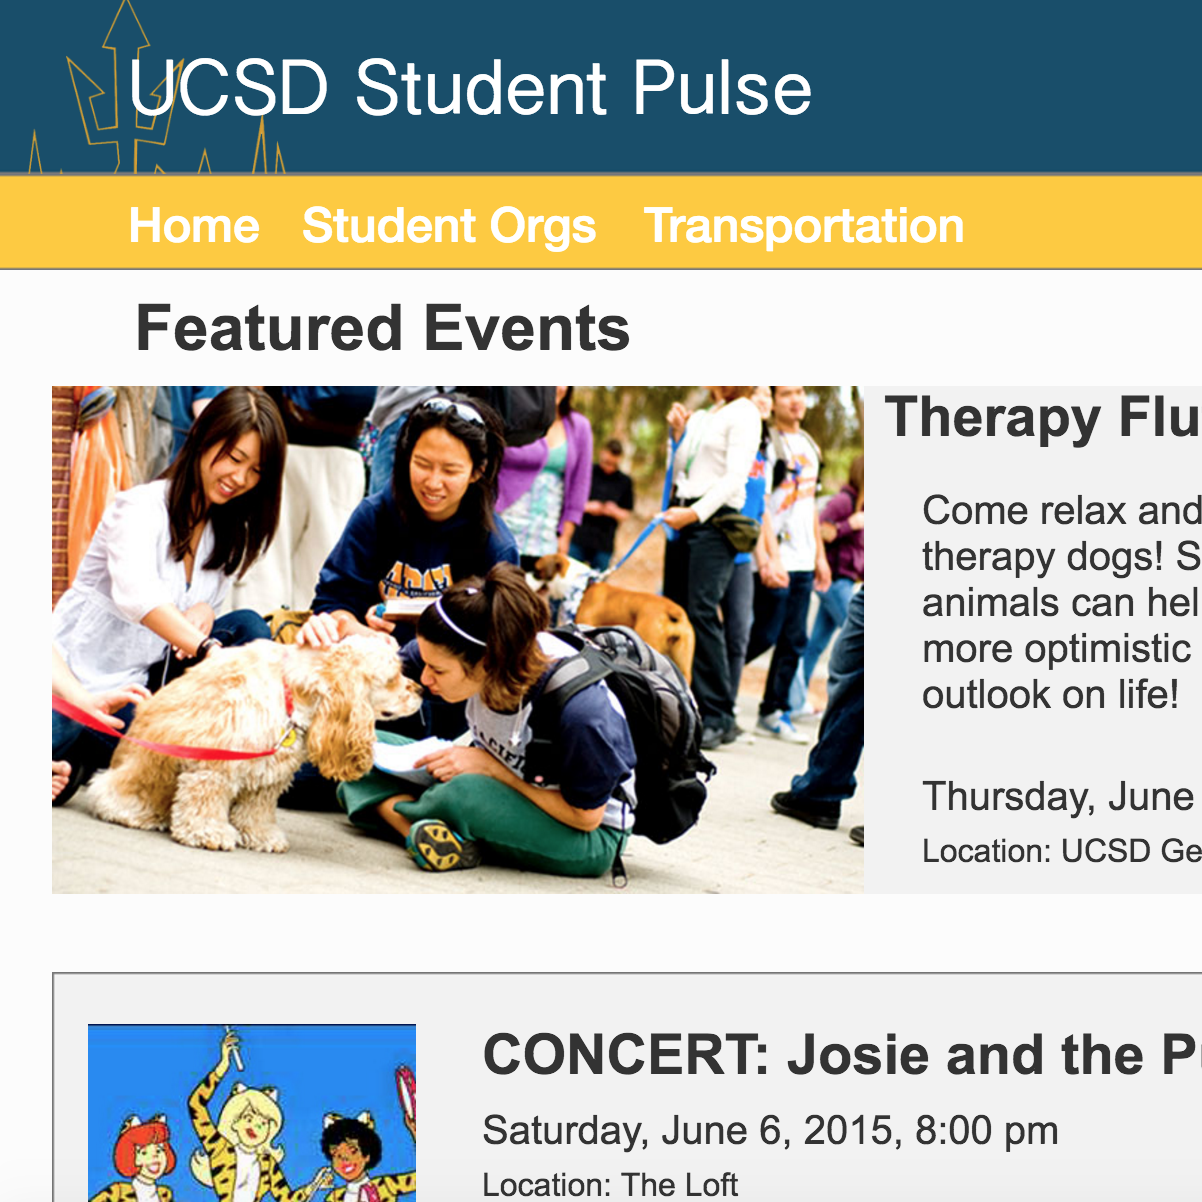 UCSD Student Pulse
Home Student Orgs Transportation
Featured Events
Therapy Flu
Come relax and
therapy dogs! S
animals can hel
more optimistic
outlook on life!
Thursday, June
Location: UCSD Ge
CONCERT: Josie and the P
Saturday, June 6, 2015, 8:00 pm
Location: The Loft